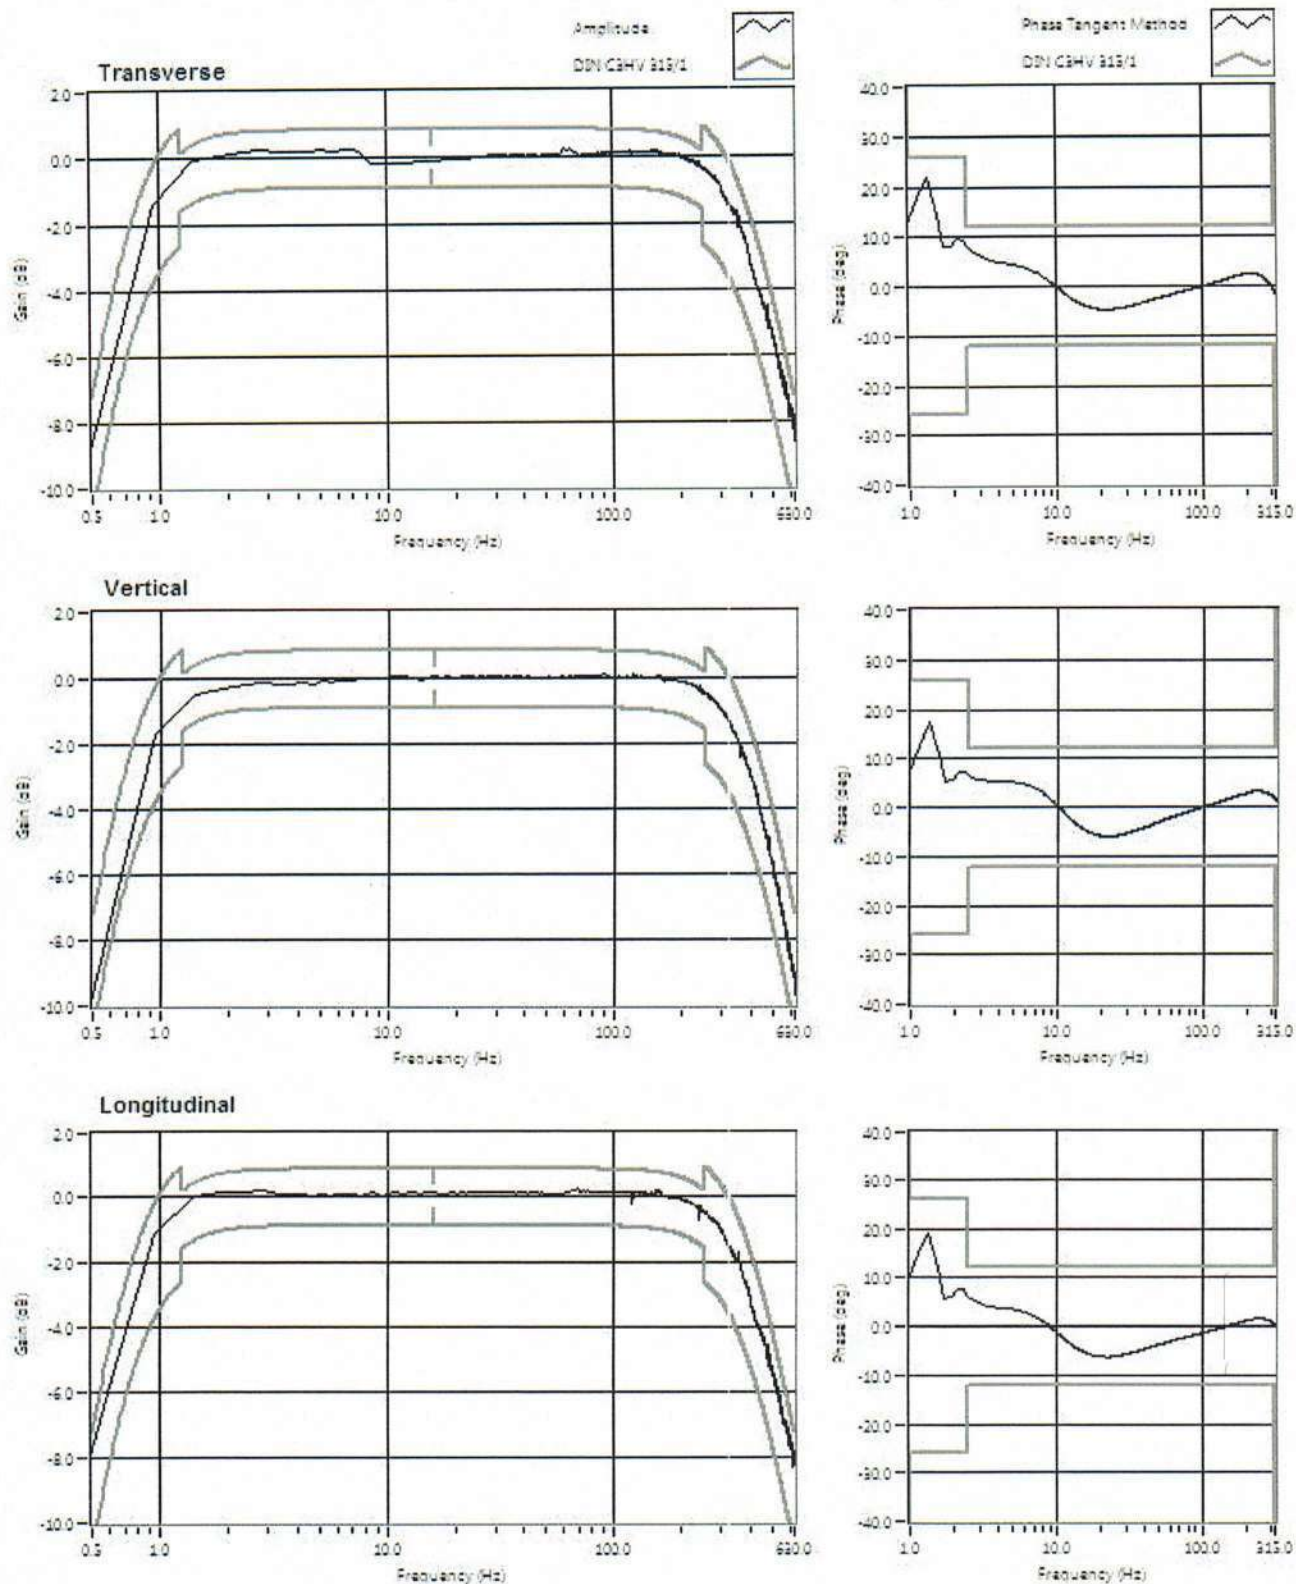 Amplitude
DIN C3HV 315/1
Phase Tangent Method
DIN C3HV 315/1
Transverse
2.0
0.0
-2.0
-4.0
-6.0
-8.0
-10.0
Gain (dB)
0.5 1.0 10.0 100.0 630.0
Frequency (Hz)
40.0
30.0
20.0
10.0
0.0
-10.0
-20.0
-30.0
-40.0
Phase (deg)
1.0 10.0 100.0 315.0
Frequency (Hz)
Vertical
2.0
0.0
-2.0
-4.0
-6.0
-8.0
-10.0
Gain (dB)
0.5 1.0 10.0 100.0 630.0
Frequency (Hz)
40.0
30.0
20.0
10.0
0.0
-10.0
-20.0
-30.0
-40.0
Phase (deg)
1.0 10.0 100.0 315.0
Frequency (Hz)
Longitudinal
2.0
0.0
-2.0
-4.0
-6.0
-8.0
-10.0
Gain (dB)
0.5 1.0 10.0 100.0 630.0
Frequency (Hz)
40.0
30.0
20.0
10.0
0.0
-10.0
-20.0
-30.0
-40.0
Phase (deg)
1.0 10.0 100.0 315.0
Frequency (Hz)